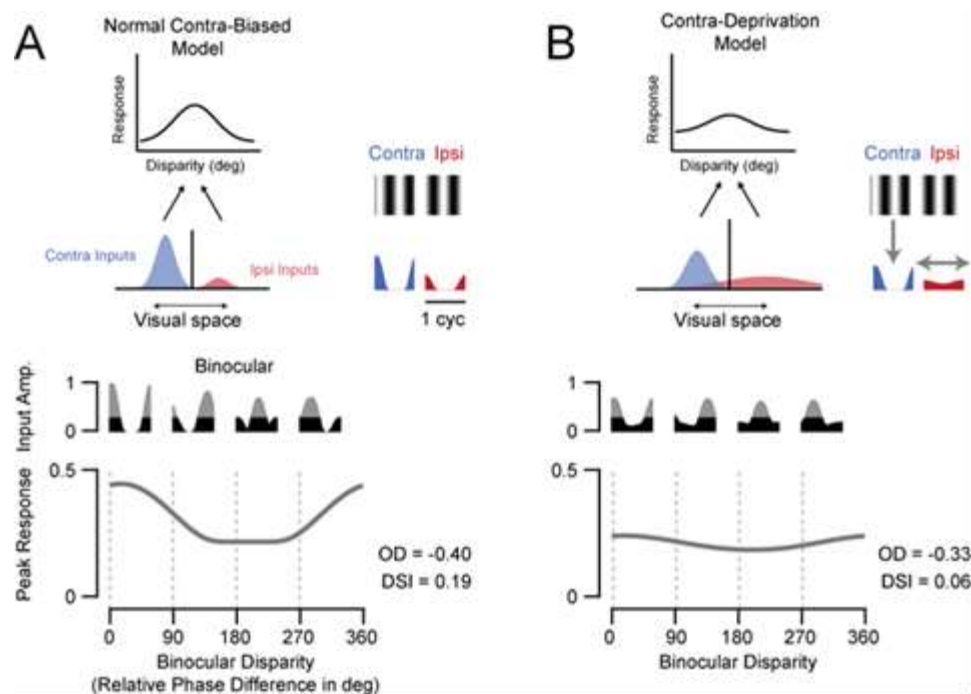 A
Normal Contra-Biased
Model
Response
Disparity (deg)
Contra Ipsi
Contra Inputs
Ipsi Inputs
Visual space
1 cyc
Binocular
Input Amp.
1
0
Peak Response
0.5
0
OD = -0.40
DSI = 0.19
0 90 180 270 360
Binocular Disparity
(Relative Phase Difference in deg)
B
Contra-Deprivation
Model
Response
Disparity (deg)
Contra Ipsi
Visual space
1
0
0.5
0
OD = -0.33
DSI = 0.06
0 90 180 270 360
Binocular Disparity